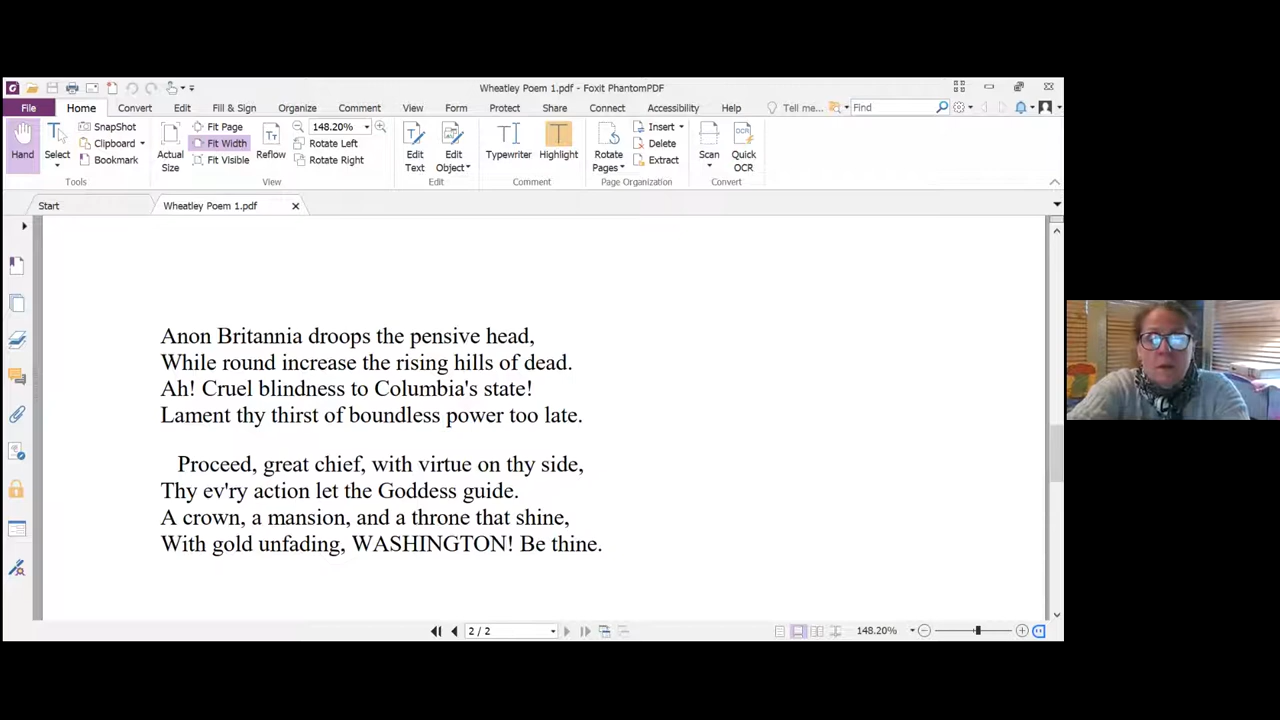 Wheatley Poem 1.pdf - Foxit PhantomPDF
File Home Convert Edit Fill & Sign Organize Comment View Form Protect Share Connect Accessibility Help Tell me... Find
Hand
Select
SnapShot
Clipboard
Bookmark
Tools
Actual Size
Fit Page
Fit Width
Fit Visible
Reflow
148.20%
Rotate Left
Rotate Right
View
Edit Text
Edit Object
Edit
Typewriter
Highlight
Comment
Rotate Pages
Insert
Delete
Extract
Page Organization
Scan
OCR
Quick OCR
Convert
Start
Wheatley Poem 1.pdf
Anon Britannia droops the pensive head,
While round increase the rising hills of dead.
Ah! Cruel blindness to Columbia's state!
Lament thy thirst of boundless power too late.
Proceed, great chief, with virtue on thy side,
Thy ev'ry action let the Goddess guide.
A crown, a mansion, and a throne that shine,
With gold unfading, WASHINGTON! Be thine.
2 / 2
148.20%